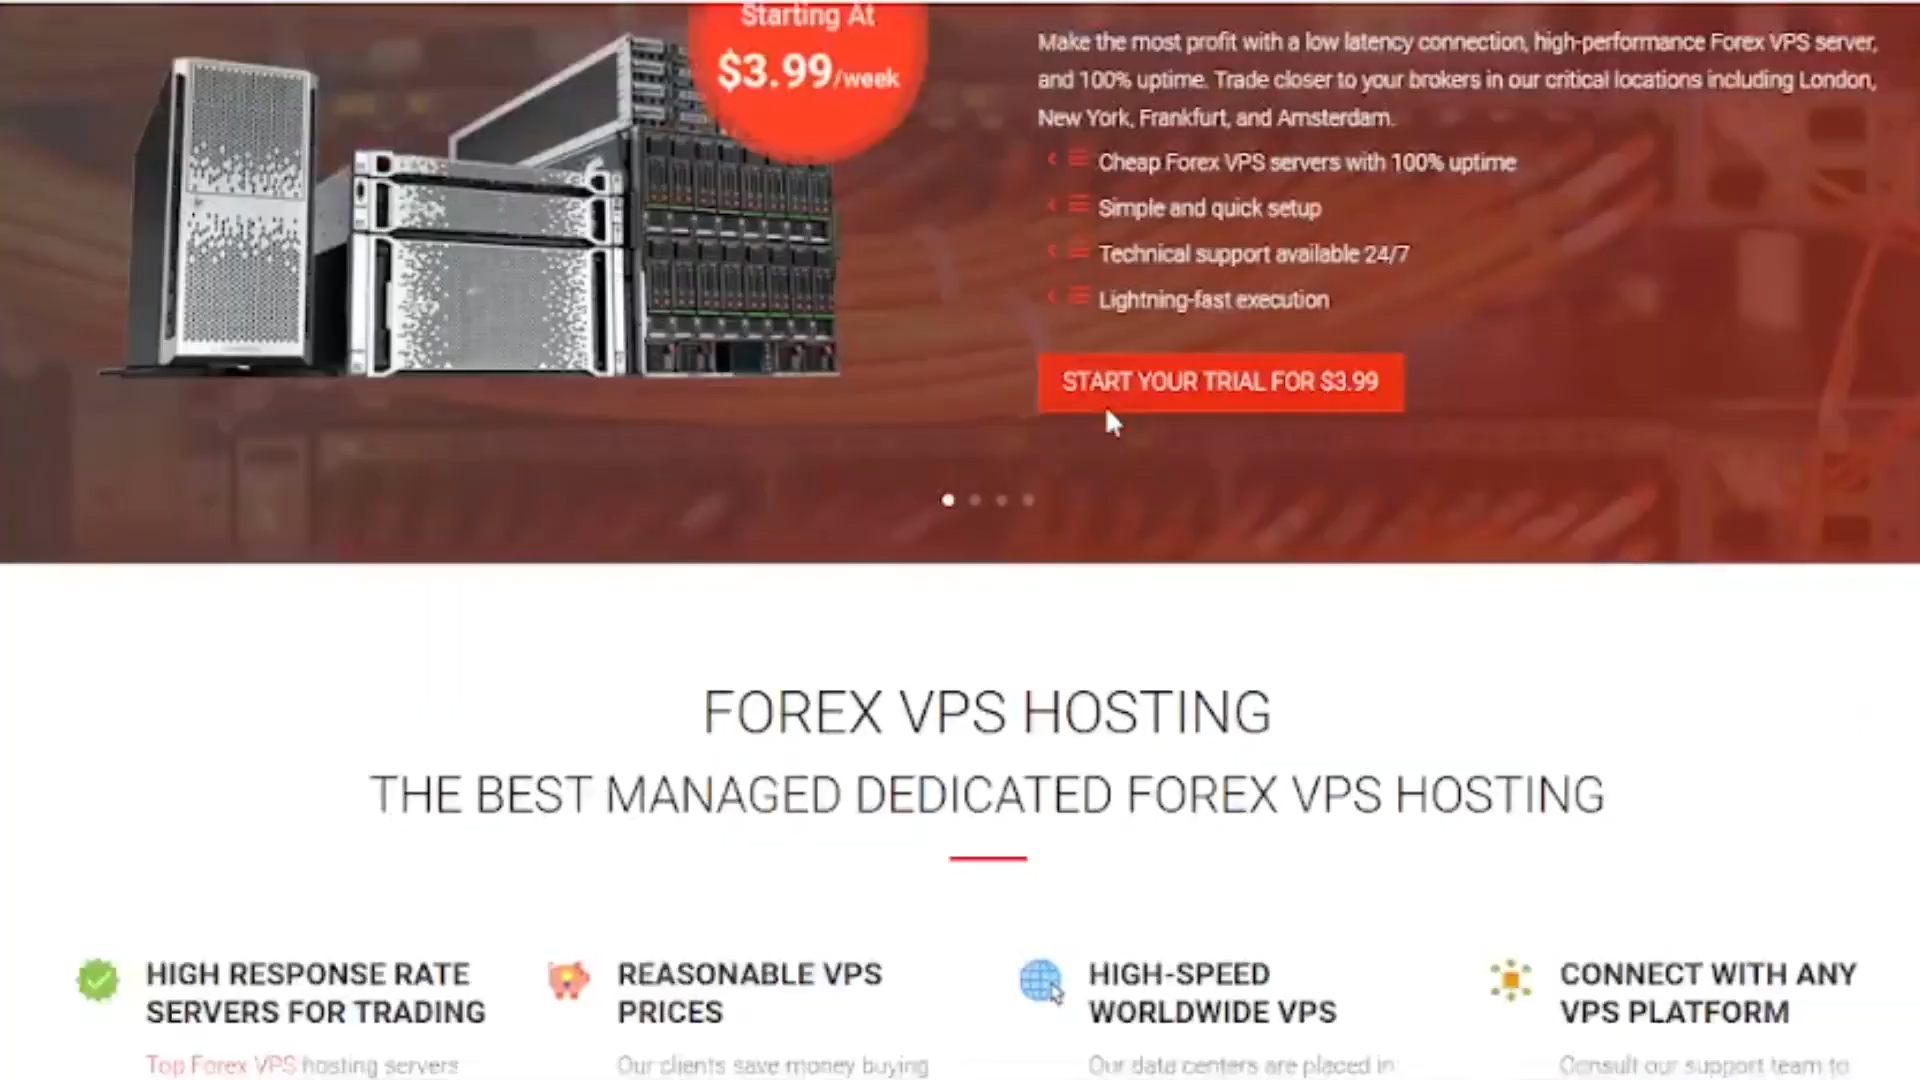 Starting At
$3.99/week
Make the most profit with a low latency connection, high-performance Forex VPS server,
and 100% uptime. Trade closer to your brokers in our critical locations including London,
New York, Frankfurt, and Amsterdam.
Cheap Forex VPS servers with 100% uptime
Simple and quick setup
Technical support available 24/7
Lightning-fast execution
START YOUR TRIAL FOR $3.99
FOREX VPS HOSTING
THE BEST MANAGED DEDICATED FOREX VPS HOSTING
HIGH RESPONSE RATE
SERVERS FOR TRADING
Top Forex VPS hosting servers
REASONABLE VPS
PRICES
Our clients save money buying
HIGH-SPEED
WORLDWIDE VPS
Our data centers are placed in
CONNECT WITH ANY
VPS PLATFORM
Consult our support team to